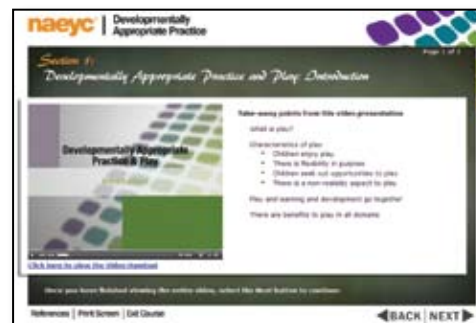 naeyc | Developmentally
Appropriate Practice
Page 1 of 2
Section 1:
Developmentally Appropriate Practice and Play: Introduction
Developmentally Appropriate
Practice & Play
Take-away points from this video presentation
What is play?
Characteristics of play
• Children enjoy play
• There is flexibility in purpose
• Children seek out opportunities to play
• There is a non-reality aspect to play
Play and learning and development go together
There are benefits to play in all domains
Click here to view the video transcript
Once you have finished viewing the entire video, select the Next button to continue.
References | Print Screen | Exit Course
BACK | NEXT